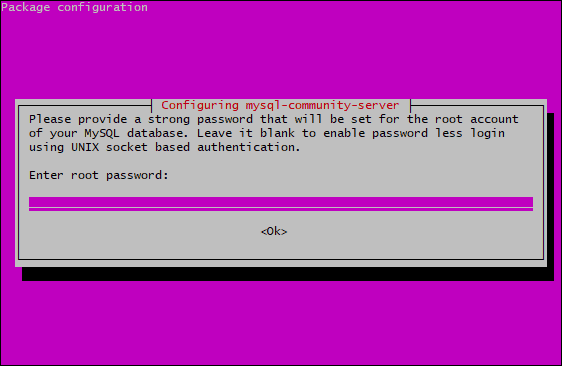 Package configuration
Configuring mysql-community-server
Please provide a strong password that will be set for the root account
of your MySQL database. Leave it blank to enable password less login
using UNIX socket based authentication.
Enter root password:
<Ok>